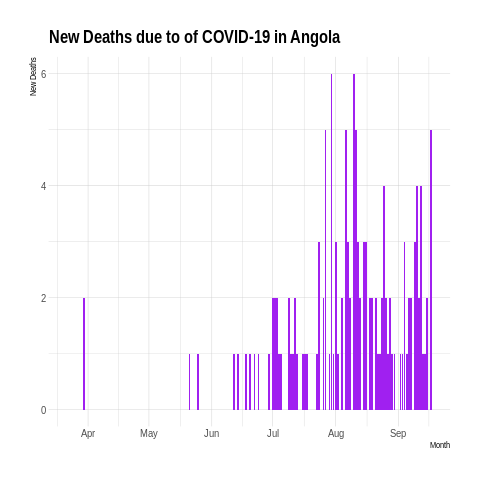 New Deaths due to of COVID-19 in Angola
New Deaths
6
4
2
0
Apr May Jun Jul Aug Sep
Month